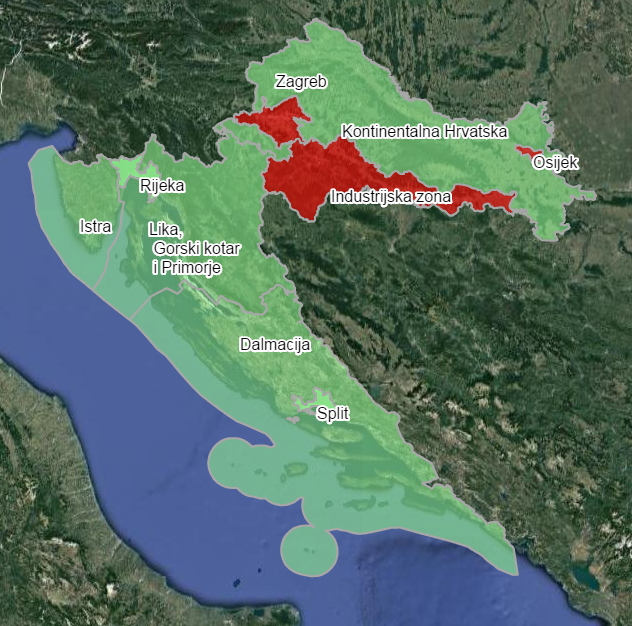 Zagreb
Kontinentalna Hrvatska
Osijek
Rijeka
Industrijska zona
Istra
Lika,
Gorski kotar
i Primorje
Dalmacija
Split